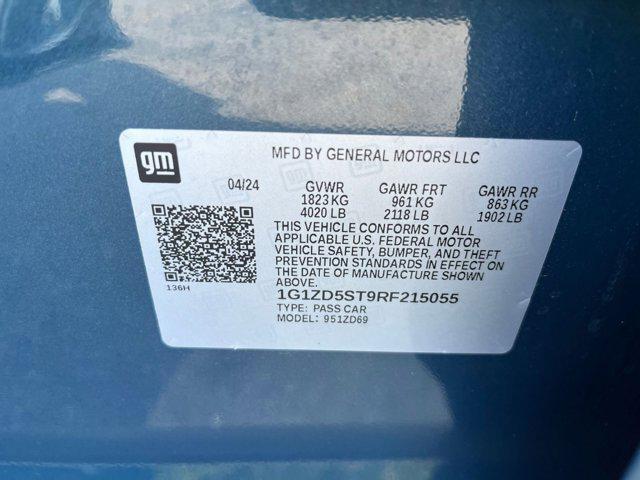 gm
MFD BY GENERAL MOTORS LLC
04/24 GVWR GAWR FRT GAWR RR
1823 KG 961 KG 863 KG
4020 LB 2118 LB 1902 LB
THIS VEHICLE CONFORMS TO ALL
APPLICABLE U.S. FEDERAL MOTOR
VEHICLE SAFETY, BUMPER, AND THEFT
PREVENTION STANDARDS IN EFFECT ON
THE DATE OF MANUFACTURE SHOWN
ABOVE.
136H
1G1ZD5ST9RF215055
TYPE: PASS CAR
MODEL: 951ZD69